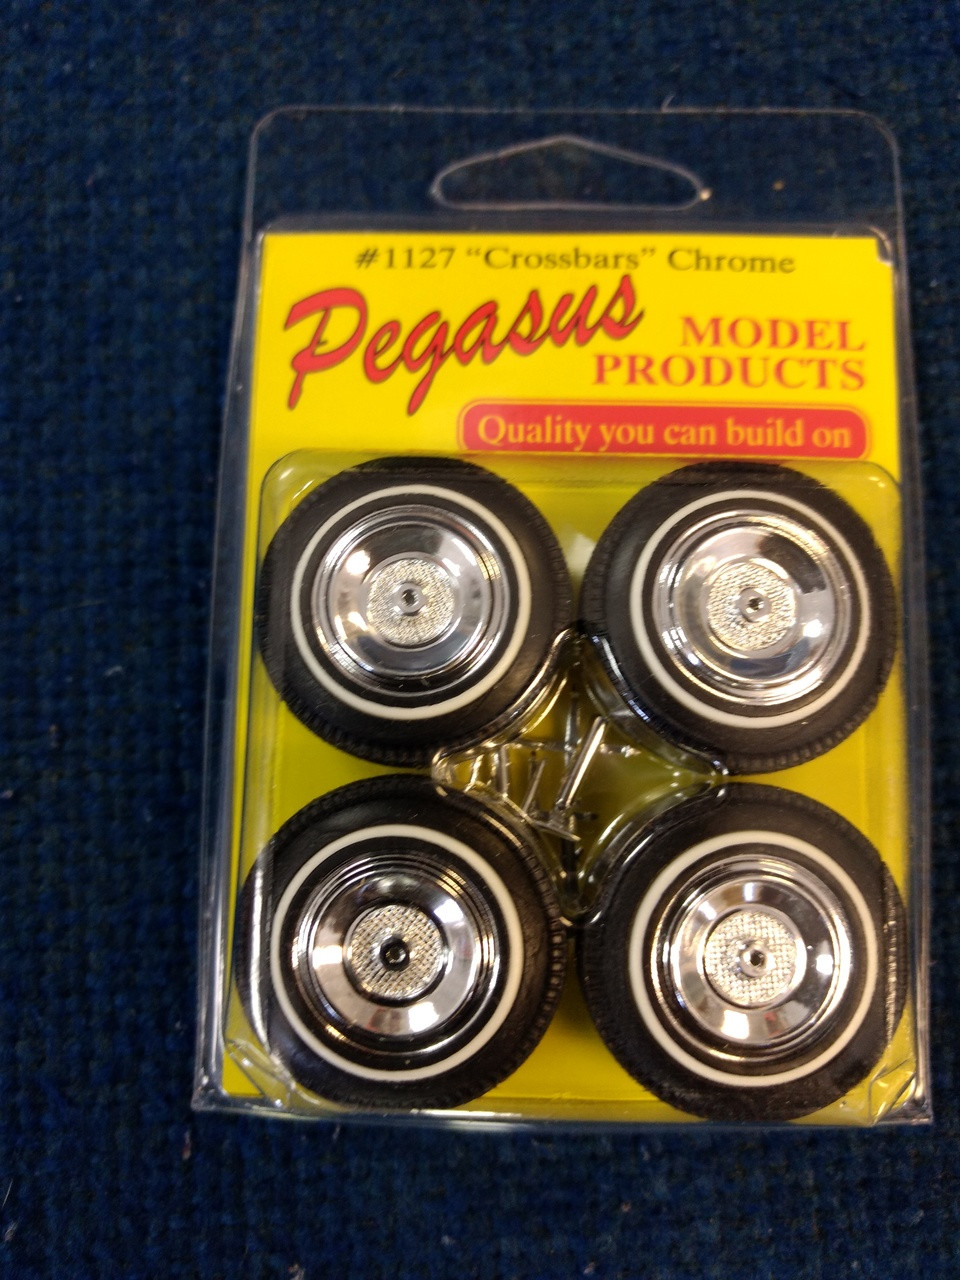 #1127 “Crossbars” Chrome
Pegasus
MODEL
PRODUCTS
Quality you can build on